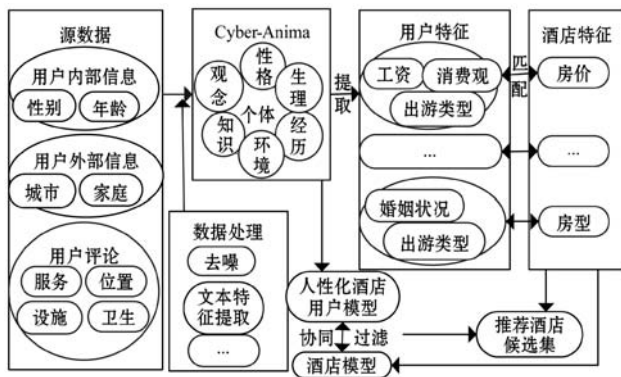 源数据
用户内部信息
性别
年龄
用户外部信息
城市
家庭
用户评论
服务
位置
设施
卫生
Cyber-Anima
性格
观念
生理
个体
知识
经历
环境
提取
数据处理
去噪
文本特
征提取
...
用户特征
工资
消费观
出游类型
...
婚姻状况
出游类型
匹配
酒店特征
房价
...
房型
人性化酒店
用户模型
协同
过滤
酒店模型
推荐酒店
候选集